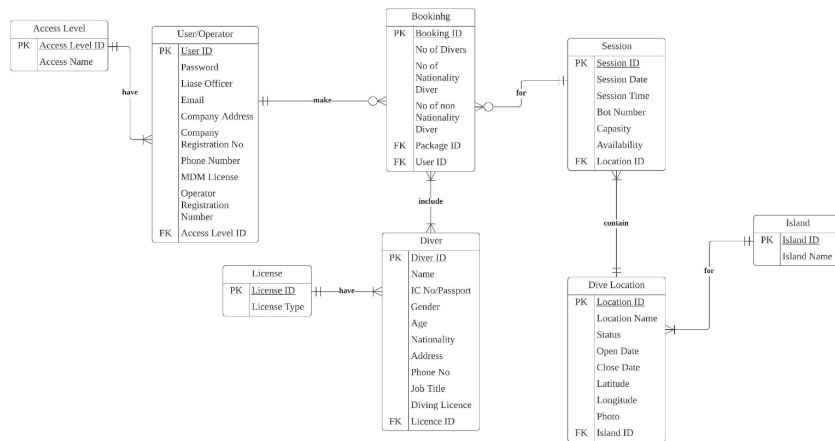 Access Level
PK Access Level ID
Access Name
have
User/Operator
PK User ID
Password
Liase Officer
Email
Company Address
Company
Registration No
Phone Number
MDM License
Operator
Registration
Number
FK Access Level ID
make
Bookinhg
PK Booking ID
No of Divers
No of
Nationality
Diver
No of non
Nationality
Diver
FK Package ID
FK User ID
for
Session
PK Session ID
Session Date
Session Time
Bot Number
Capasity
Availability
FK Location ID
include
contain
License
PK License ID
License Type
have
Diver
PK Diver ID
Name
IC No/Passport
Gender
Age
Nationality
Address
Phone No
Job Title
Diving Licence
FK Licence ID
Dive Location
PK Location ID
Location Name
Status
Open Date
Close Date
Latitude
Longitude
Photo
FK Island ID
for
Island
PK Island ID
Island Name